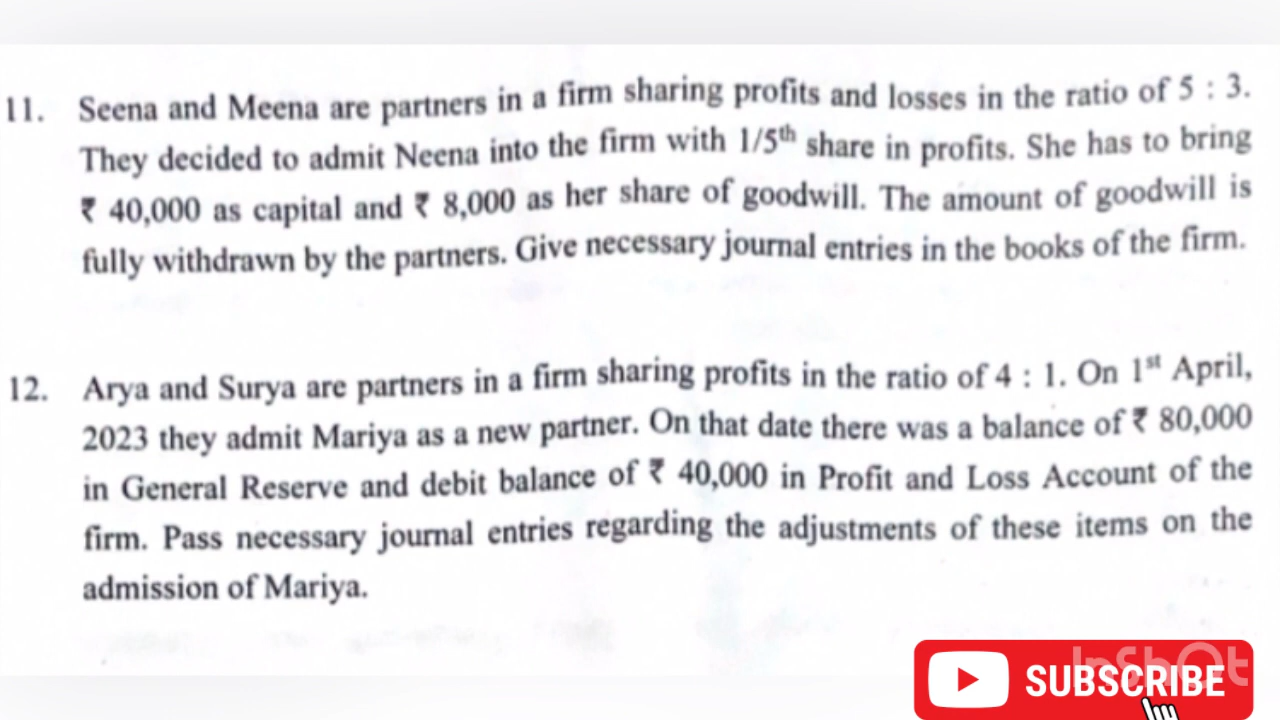 11. Seena and Meena are partners in a firm sharing profits and losses in the ratio of 5 : 3.
They decided to admit Neena into the firm with 1/5th share in profits. She has to bring
₹ 40,000 as capital and ₹ 8,000 as her share of goodwill. The amount of goodwill is
fully withdrawn by the partners. Give necessary journal entries in the books of the firm.
12. Arya and Surya are partners in a firm sharing profits in the ratio of 4 : 1. On 1st April,
2023 they admit Mariya as a new partner. On that date there was a balance of ₹ 80,000
in General Reserve and debit balance of ₹ 40,000 in Profit and Loss Account of the
firm. Pass necessary journal entries regarding the adjustments of these items on the
admission of Mariya.
InShOt
SUBSCRIBE